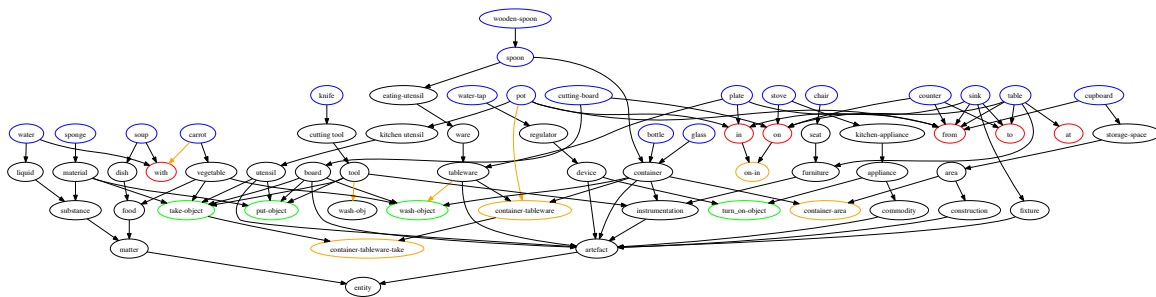 wooden-spoon
spoon
knife eating-utensil water-tap pot cutting-board plate stove chair counter sink table cupboard
water sponge soup carrot cutting tool kitchen utensil ware regulator bottle glass in on seat kitchen-appliance from to at storage-space
liquid material dish with vegetable utensil board tool tableware device container on-in furniture appliance area
substance food take-object put-object wash-obj wash-object container-tableware instrumentation turn_on-object container-area commodity construction fixture
matter container-tableware-take artefact
entity